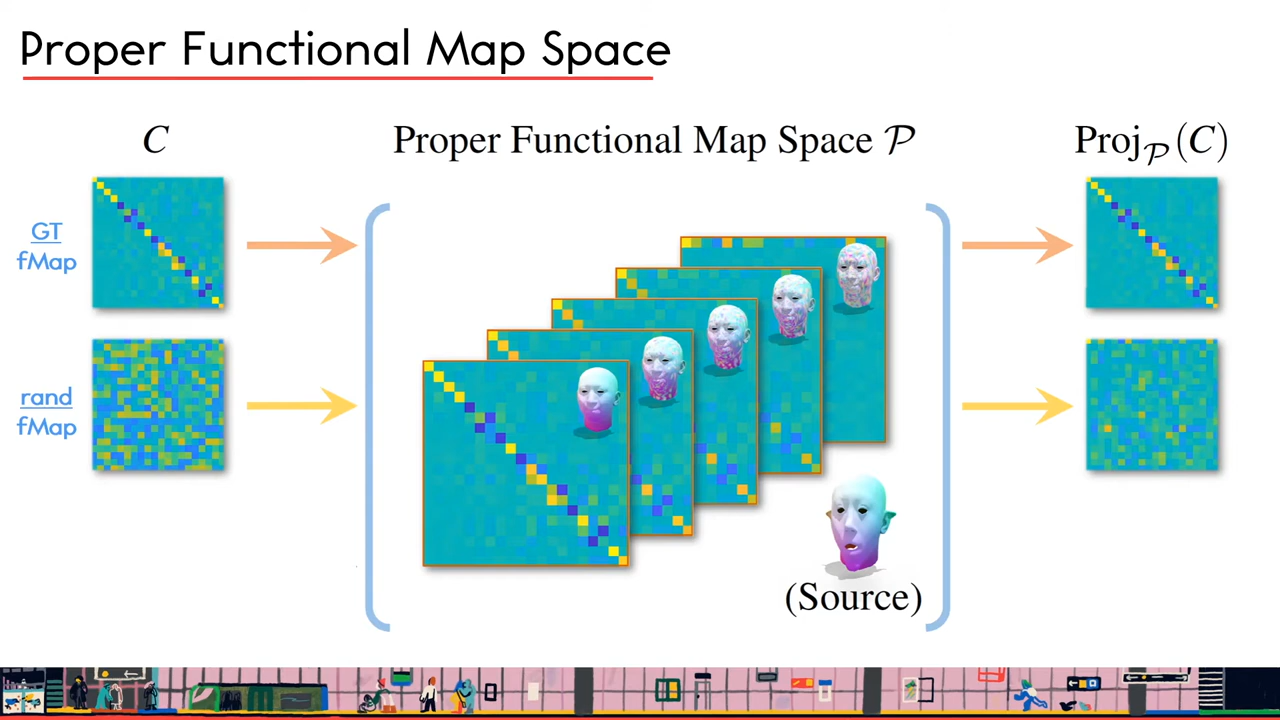 Proper Functional Map Space
C
Proper Functional Map Space 𝒫
Proj𝒫(C)
GT
fMap
rand
fMap
(Source)